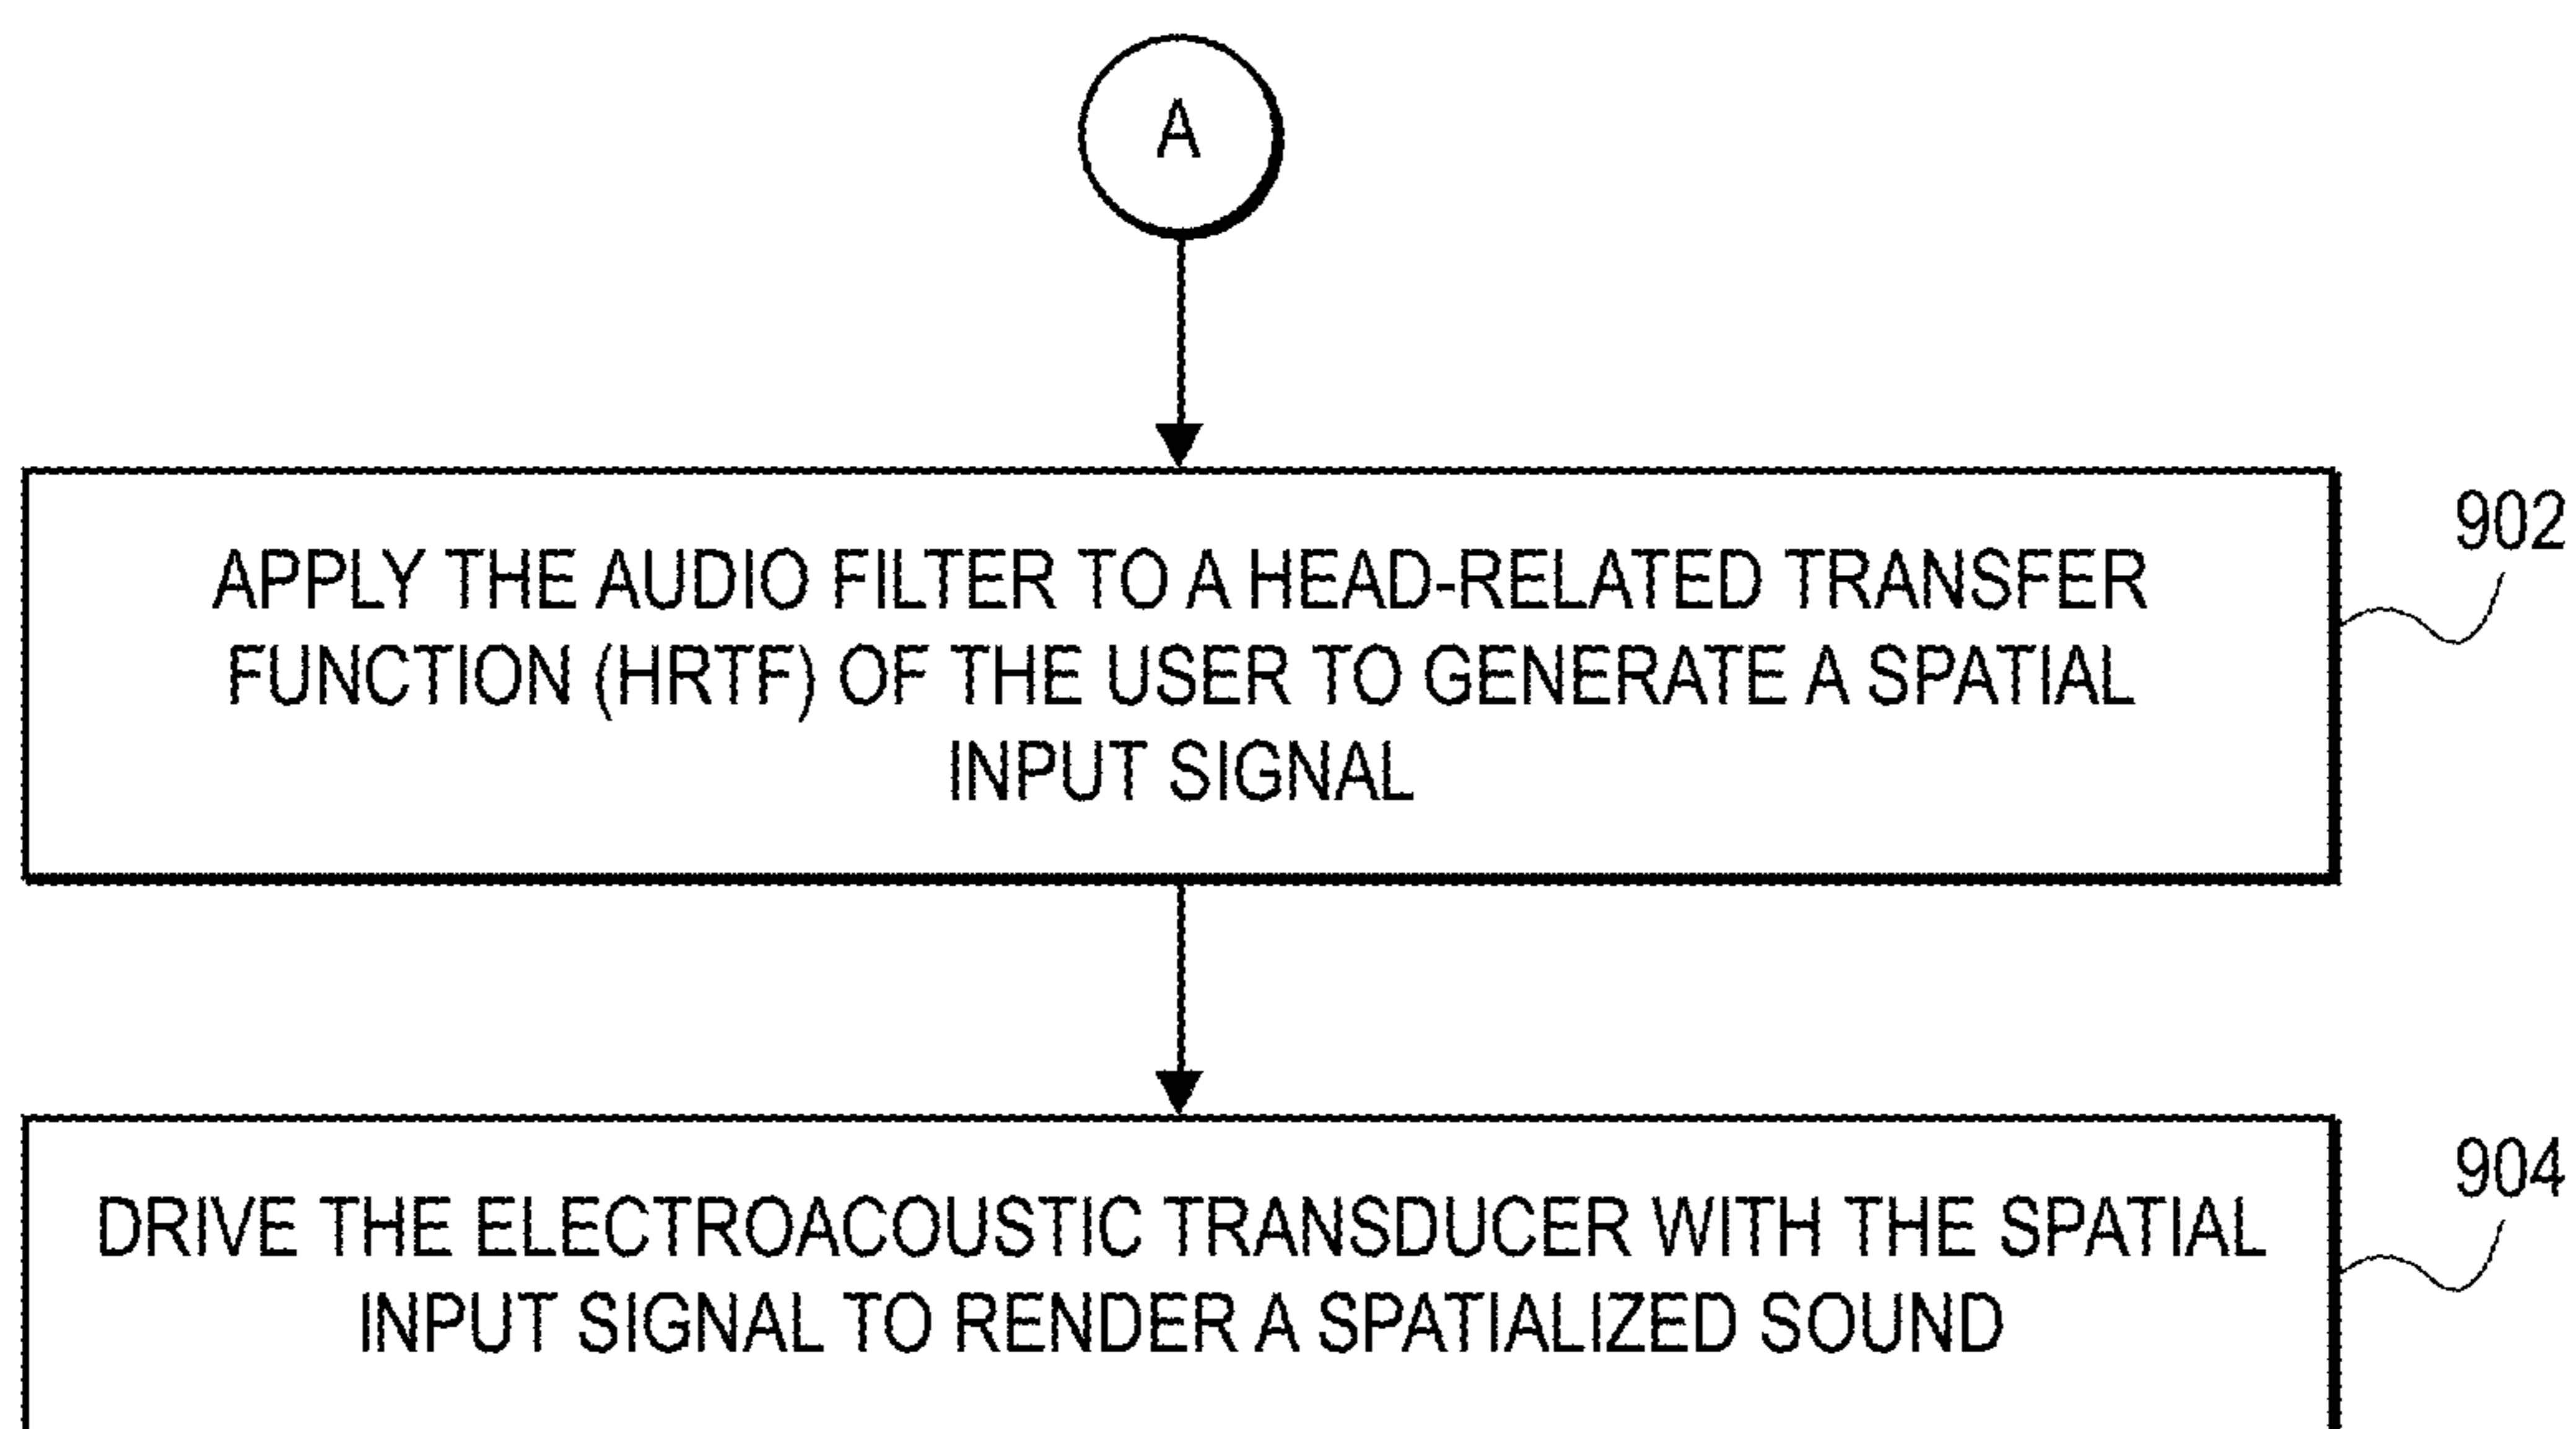 A
902
APPLY THE AUDIO FILTER TO A HEAD-RELATED TRANSFER
FUNCTION (HRTF) OF THE USER TO GENERATE A SPATIAL
INPUT SIGNAL
904
DRIVE THE ELECTROACOUSTIC TRANSDUCER WITH THE SPATIAL
INPUT SIGNAL TO RENDER A SPATIALIZED SOUND